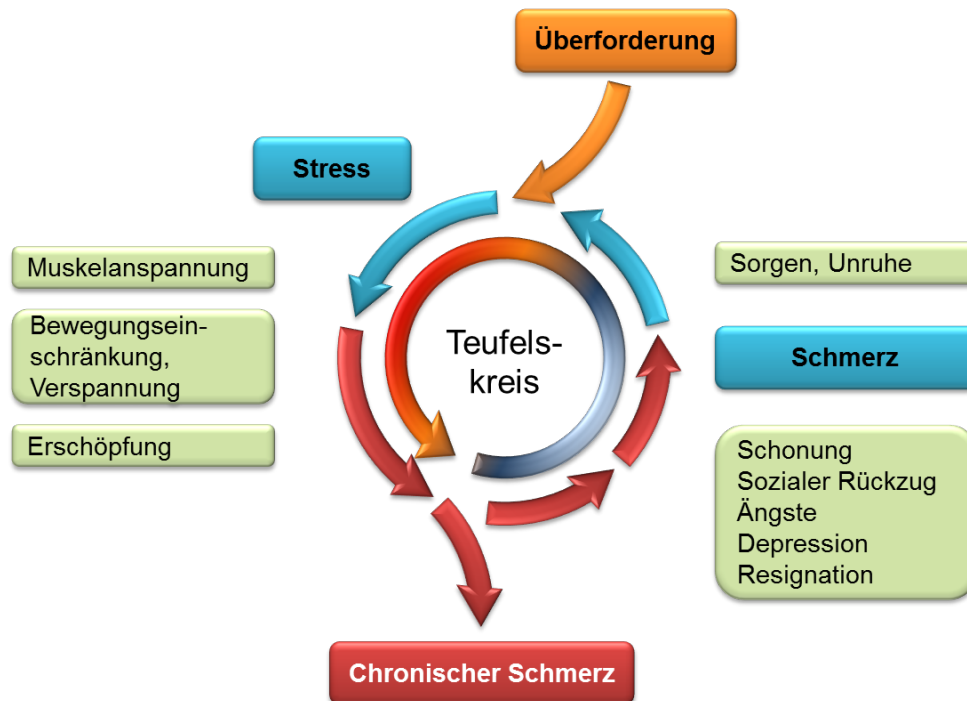 Überforderung
Stress
Muskelanspannung
Bewegungsein-
schränkung,
Verspannung
Erschöpfung
Teufels-
kreis
Sorgen, Unruhe
Schmerz
Schonung
Sozialer Rückzug
Ängste
Depression
Resignation
Chronischer Schmerz